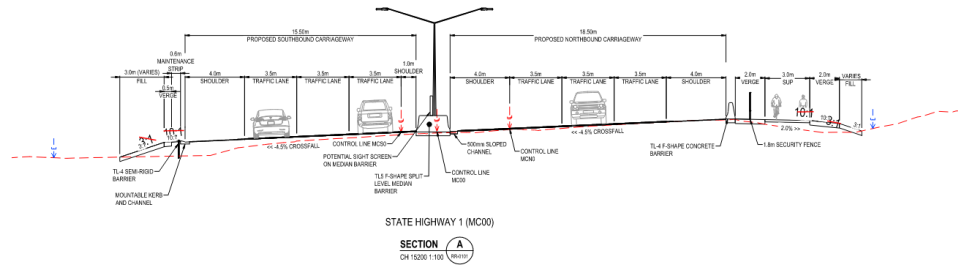 15.50m
PROPOSED SOUTHBOUND CARRIAGEWAY
18.50m
PROPOSED NORTHBOUND CARRIAGEWAY
0.6m
MAINTENANCE
STRIP
3.0m (VARIES)
FILL
0.5m
VERGE
4.0m
SHOULDER
3.5m
TRAFFIC LANE
3.5m
TRAFFIC LANE
3.5m
TRAFFIC LANE
1.0m
SHOULDER
4.0m
SHOULDER
3.5m
TRAFFIC LANE
3.5m
TRAFFIC LANE
3.5m
TRAFFIC LANE
4.0m
SHOULDER
2.0m
VERGE
3.0m
SUP
2.0m
VERGE
VARIES
FILL
10:1
10:1
3:1
<< -4.5% CROSSFALL
<< -4.5% CROSSFALL
2.0% >>
TL-4 SEMI-RIGID
BARRIER
MOUNTABLE KERB
AND CHANNEL
CONTROL LINE MCS0
POTENTIAL SIGHT SCREEN
ON MEDIAN BARRIER
TL5 F-SHAPE SPLIT
LEVEL MEDIAN
BARRIER
CONTROL LINE
MC00
500mm SLOPED
CHANNEL
CONTROL LINE
MCN0
TL-4 F-SHAPE CONCRETE
BARRIER
1.8m SECURITY FENCE
STATE HIGHWAY 1 (MC00)
SECTION A
CH 15200 1:100